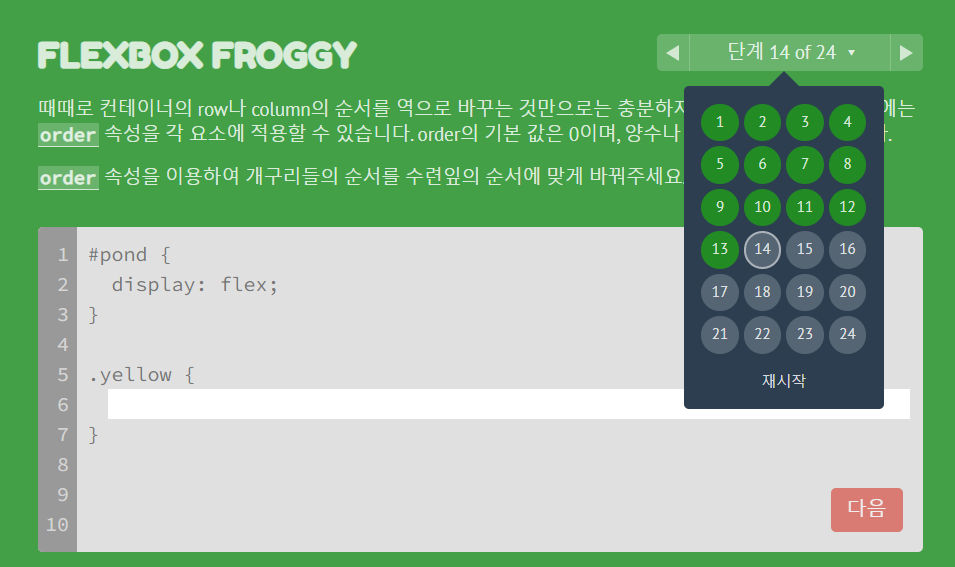 FLEXBOX FROGGY
◀ 단계 14 of 24 ▼ ▶
때때로 컨테이너의 row나 column의 순서를 역으로 바꾸는 것만으로는 충분하지 에는
order 속성을 각 요소에 적용할 수 있습니다. order의 기본 값은 0이며, 양수나
order 속성을 이용하여 개구리들의 순서를 수련잎의 순서에 맞게 바꿔주세요.
1 2 3 4
5 6 7 8
9 10 11 12
13 14 15 16
17 18 19 20
21 22 23 24
재시작
1 #pond {
2 display: flex;
3 }
4
5 .yellow {
6
7 }
8
9
10
다음